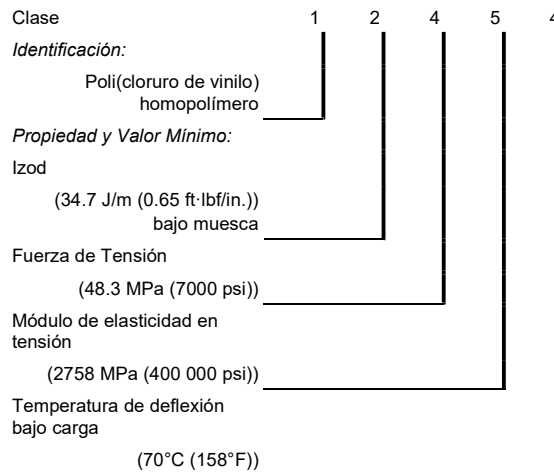 Clase 1 2 4 5 4
Identificación:
Poli(cloruro de vinilo)
homopolímero
Propiedad y Valor Mínimo:
Izod
(34.7 J/m (0.65 ft·lbf/in.))
bajo muesca
Fuerza de Tensión
(48.3 MPa (7000 psi))
Módulo de elasticidad en
tensión
(2758 MPa (400 000 psi))
Temperatura de deflexión
bajo carga
(70°C (158°F))